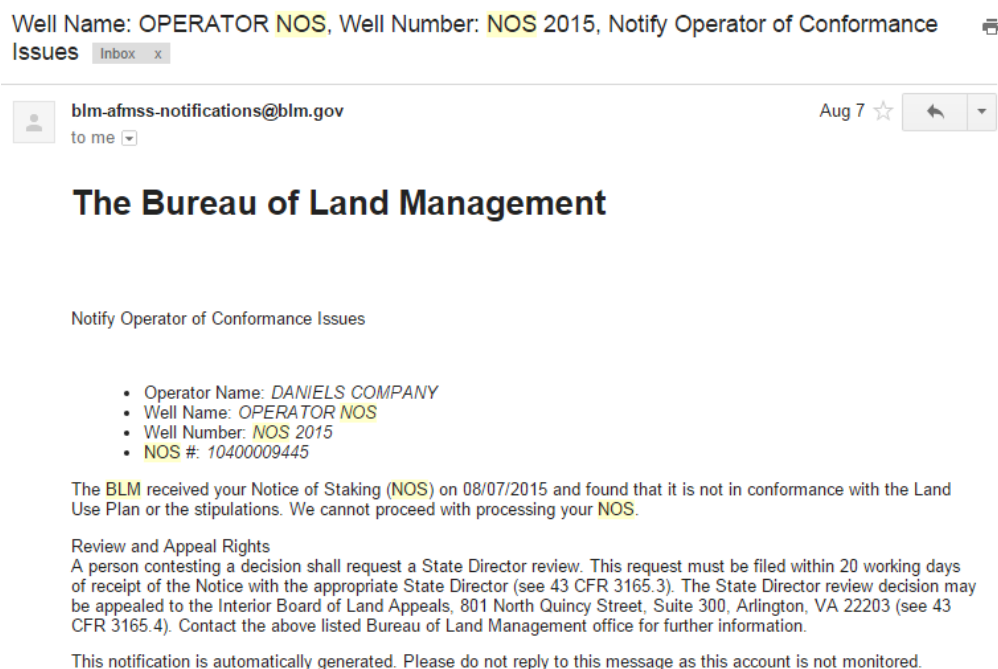 Well Name: OPERATOR NOS, Well Number: NOS 2015, Notify Operator of Conformance
Issues Inbox x
blm-afmss-notifications@blm.gov Aug 7
to me
The Bureau of Land Management
Notify Operator of Conformance Issues
• Operator Name: DANIELS COMPANY
• Well Name: OPERATOR NOS
• Well Number: NOS 2015
• NOS #: 10400009445
The BLM received your Notice of Staking (NOS) on 08/07/2015 and found that it is not in conformance with the Land
Use Plan or the stipulations. We cannot proceed with processing your NOS.
Review and Appeal Rights
A person contesting a decision shall request a State Director review. This request must be filed within 20 working days
of receipt of the Notice with the appropriate State Director (see 43 CFR 3165.3). The State Director review decision may
be appealed to the Interior Board of Land Appeals, 801 North Quincy Street, Suite 300, Arlington, VA 22203 (see 43
CFR 3165.4). Contact the above listed Bureau of Land Management office for further information.
This notification is automatically generated. Please do not reply to this message as this account is not monitored.